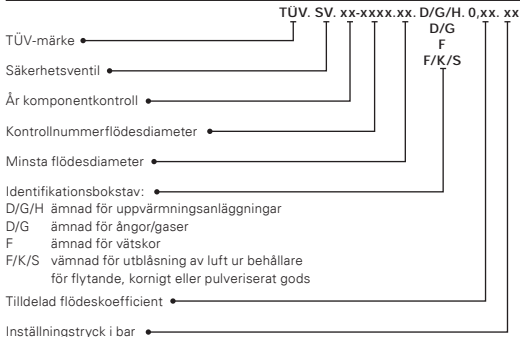 TÜV. SV. xx-xxxx.xx. D/G/H. 0,xx. xx
D/G
F
F/K/S
TÜV-märke
Säkerhetsventil
År komponentkontroll
Kontrollnummerflödesdiameter
Minsta flödesdiameter
Identifikationsbokstav:
D/G/H ämnad för uppvärmningsanläggningar
D/G ämnad för ångor/gaser
F ämnad för vätskor
F/K/S vämnad för utblåsning av luft ur behållare
för flytande, kornigt eller pulveriserat gods
Tilldelad flödeskoefficient
Inställningstryck i bar